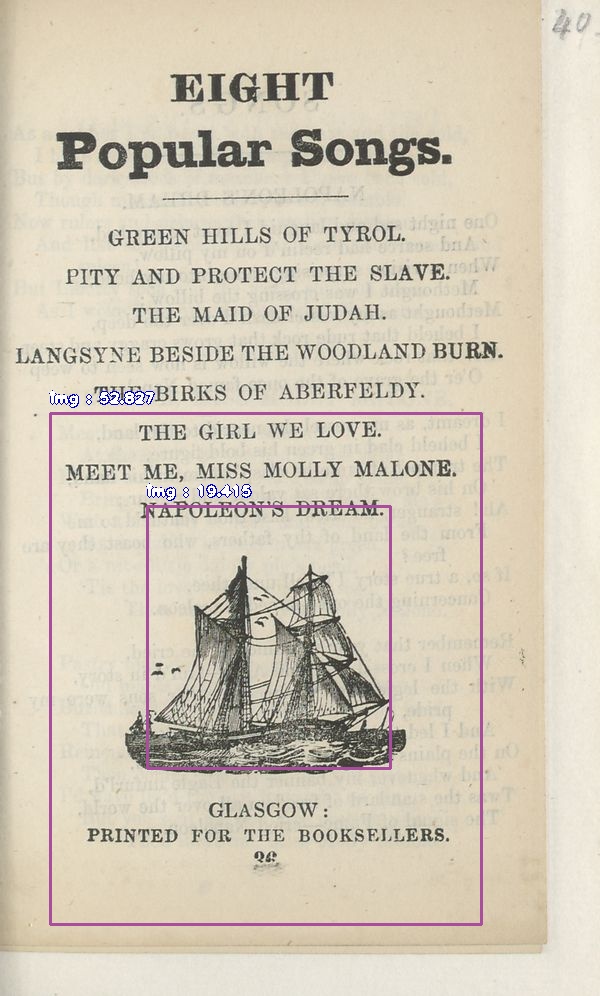 40.
EIGHT
Popular Songs.
GREEN HILLS OF TYROL.
PITY AND PROTECT THE SLAVE.
THE MAID OF JUDAH.
LANGSYNE BESIDE THE WOODLAND BURN.
THE BIRKS OF ABERFELDY.
img : 52.827
THE GIRL WE LOVE.
MEET ME, MISS MOLLY MALONE.
img : 19.415
NAPOLEON'S DREAM.
GLASGOW:
PRINTED FOR THE BOOKSELLERS.